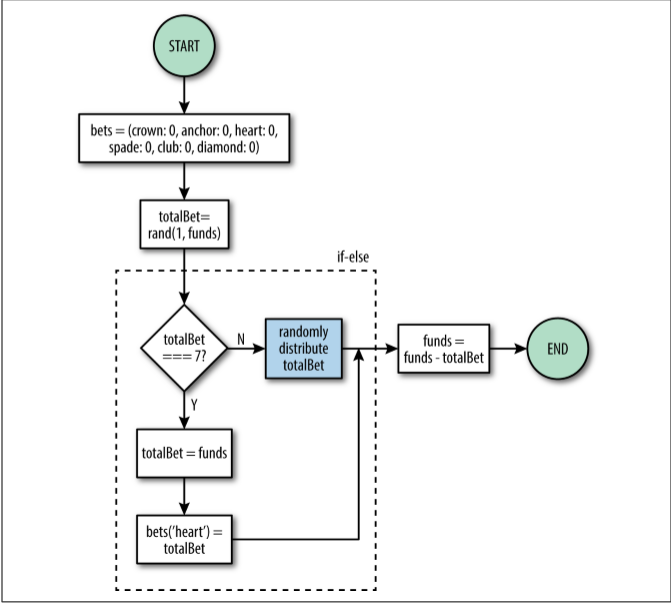 START
bets = (crown: 0, anchor: 0, heart: 0,
spade: 0, club: 0, diamond: 0)
totalBet=
rand(1, funds)
if-else
totalBet
=== 7?
N
randomly
distribute
totalBet
funds =
funds - totalBet
END
Y
totalBet = funds
bets('heart') =
totalBet